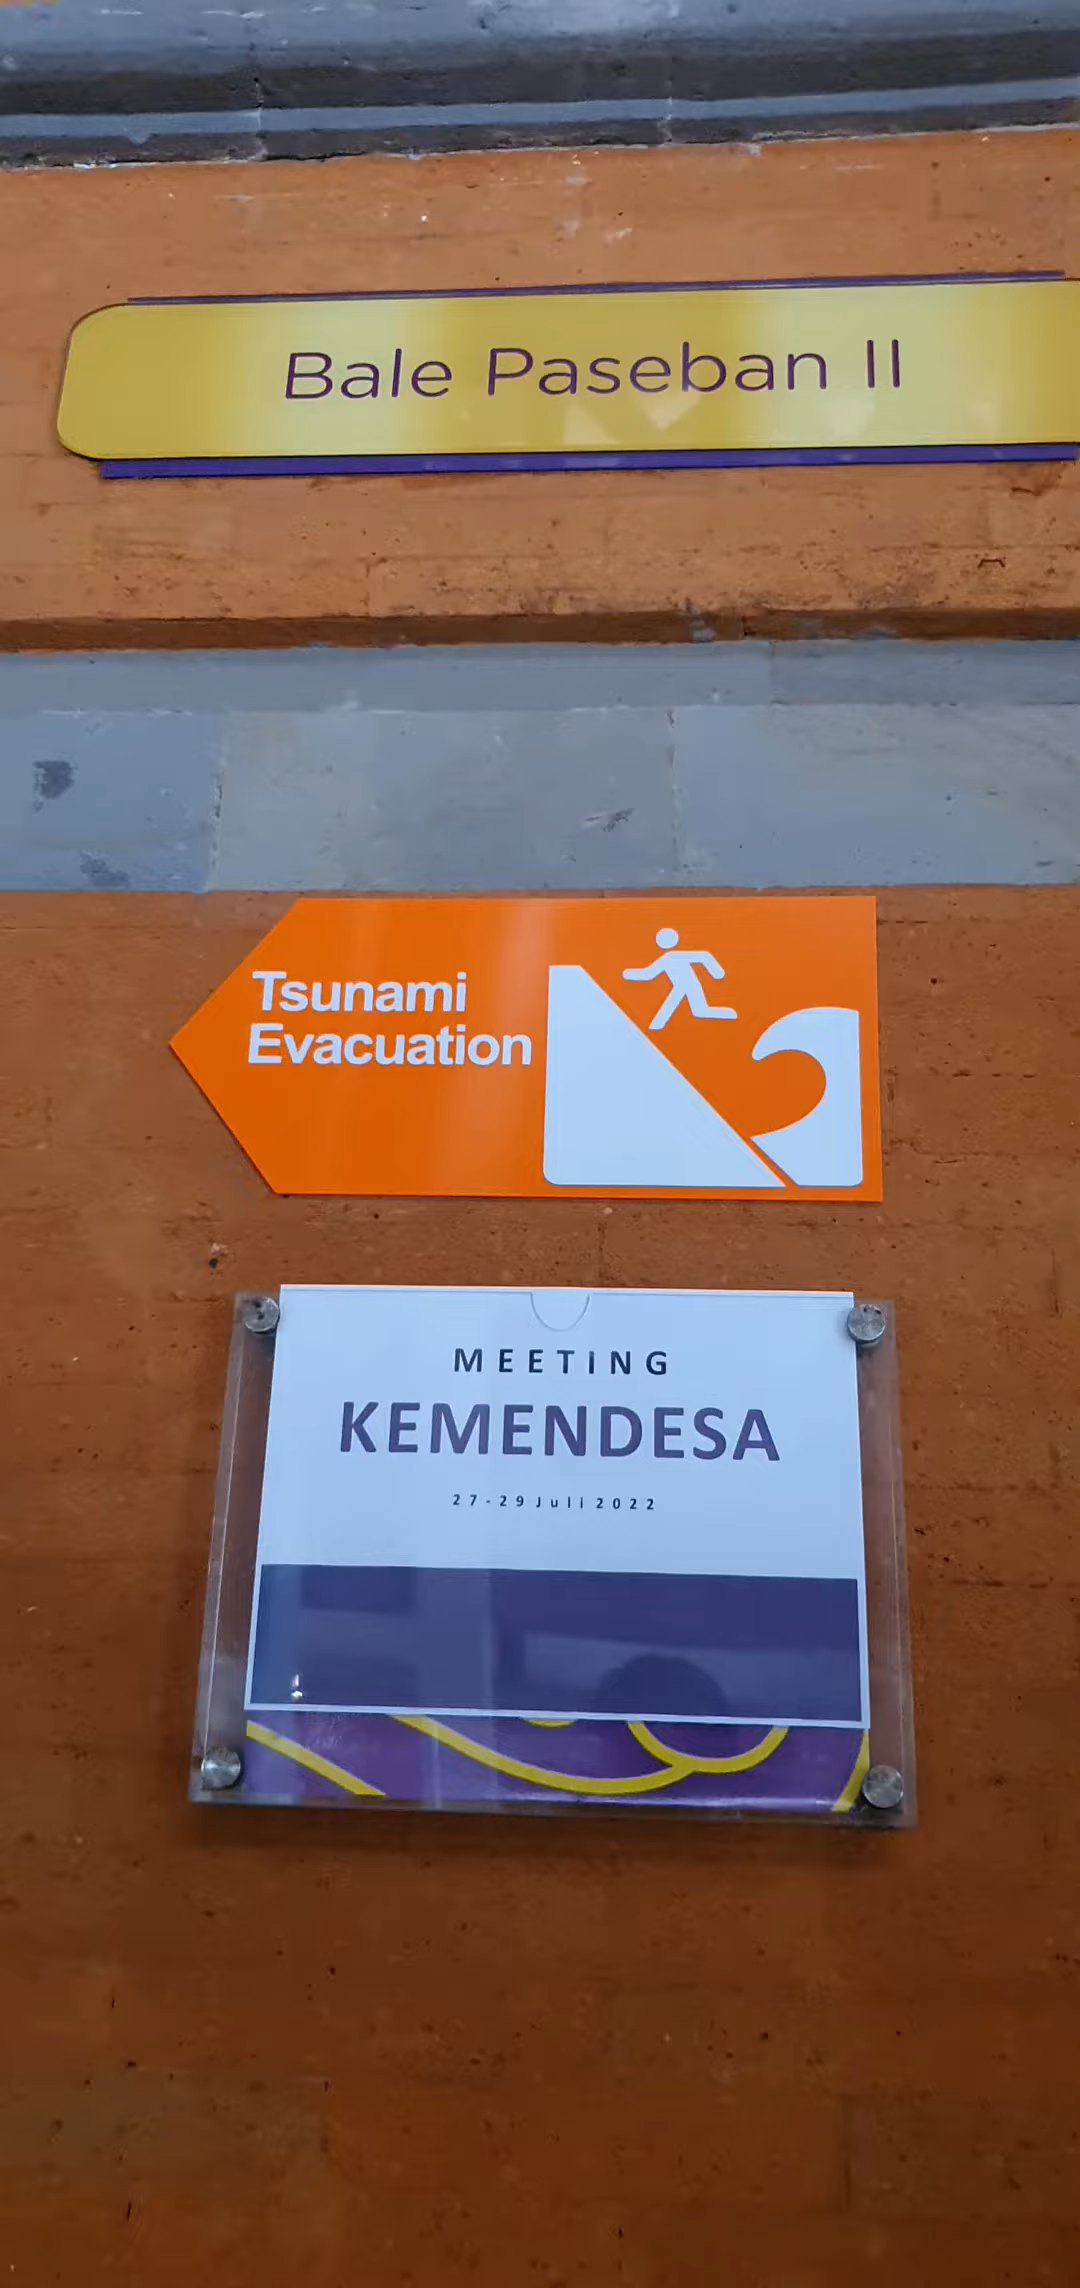 Bale Paseban II
Tsunami
Evacuation
MEETING
KEMENDESA
27-29 Juli 2022